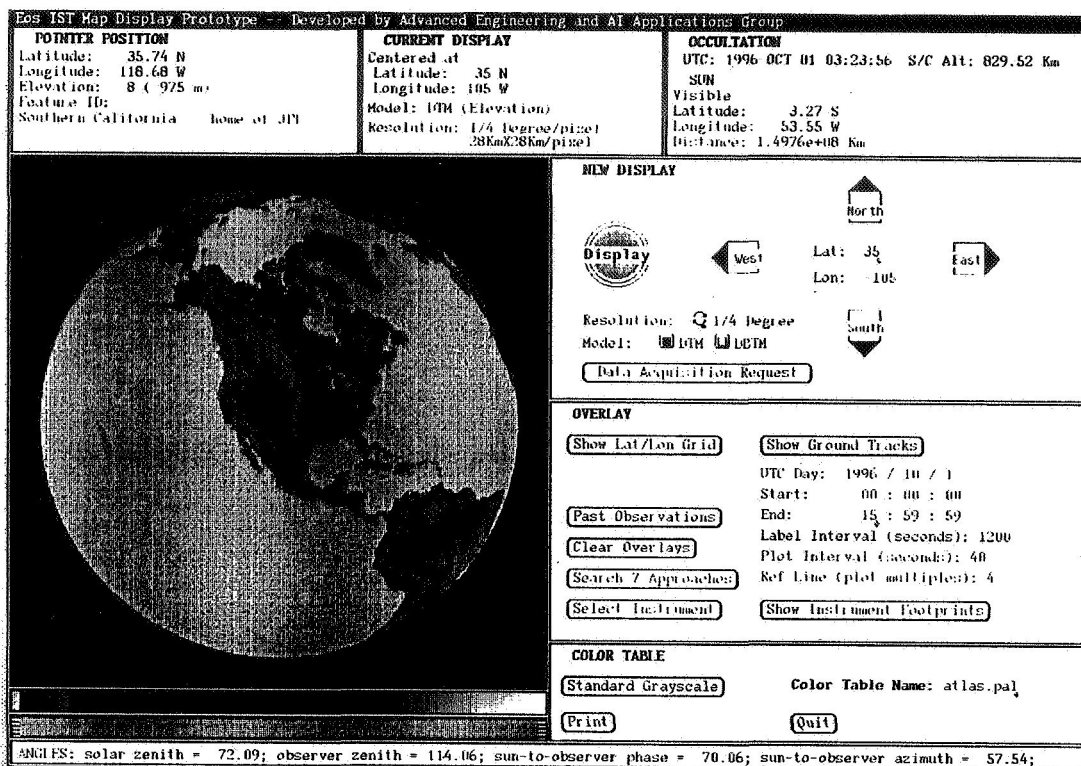 Eos IST Map Display Prototype -- Developed by Advanced Engineering and AI Applications Group
POINTER POSITION
Latitude: 35.74 N
Longitude: 118.68 W
Elevation: 8 ( 975 m)
Feature ID:
Southern California home of JPL
CURRENT DISPLAY
Centered at
Latitude: 35 N
Longitude: 105 W
Model: DTM (Elevation)
Resolution: 1/4 Degree/pixel
28KmX28Km/pixel
OCCULTATION
UTC: 1996 OCT 01 03:23:56 S/C Alt: 829.52 Km
SUN
Visible
Latitude: 3.27 S
Longitude: 53.55 W
Distance: 1.4976e+08 Km
NEW DISPLAY
North
Display
West
Lat: 35
East
Lon: -105
Resolution: 1/4 Degree
South
Model: DTM DBTM
Data Acquisition Request
OVERLAY
Show Lat/Lon Grid
Show Ground Tracks
UTC Day: 1996 / 10 / 1
Start: 00 : 00 : 00
Past Observations
End: 15 : 59 : 59
Label Interval (seconds): 1200
Clear Overlays
Plot Interval (seconds): 40
Search 7 Approaches
Ref Line (plot multiples): 4
Select Instrument
Show Instrument Footprints
COLOR TABLE
Standard Grayscale
Color Table Name: atlas.pal
Print
Quit
ANGLES: solar zenith = 72.09; observer zenith = 114.06; sun-to-observer phase = 70.06; sun-to-observer azimuth = 57.54;